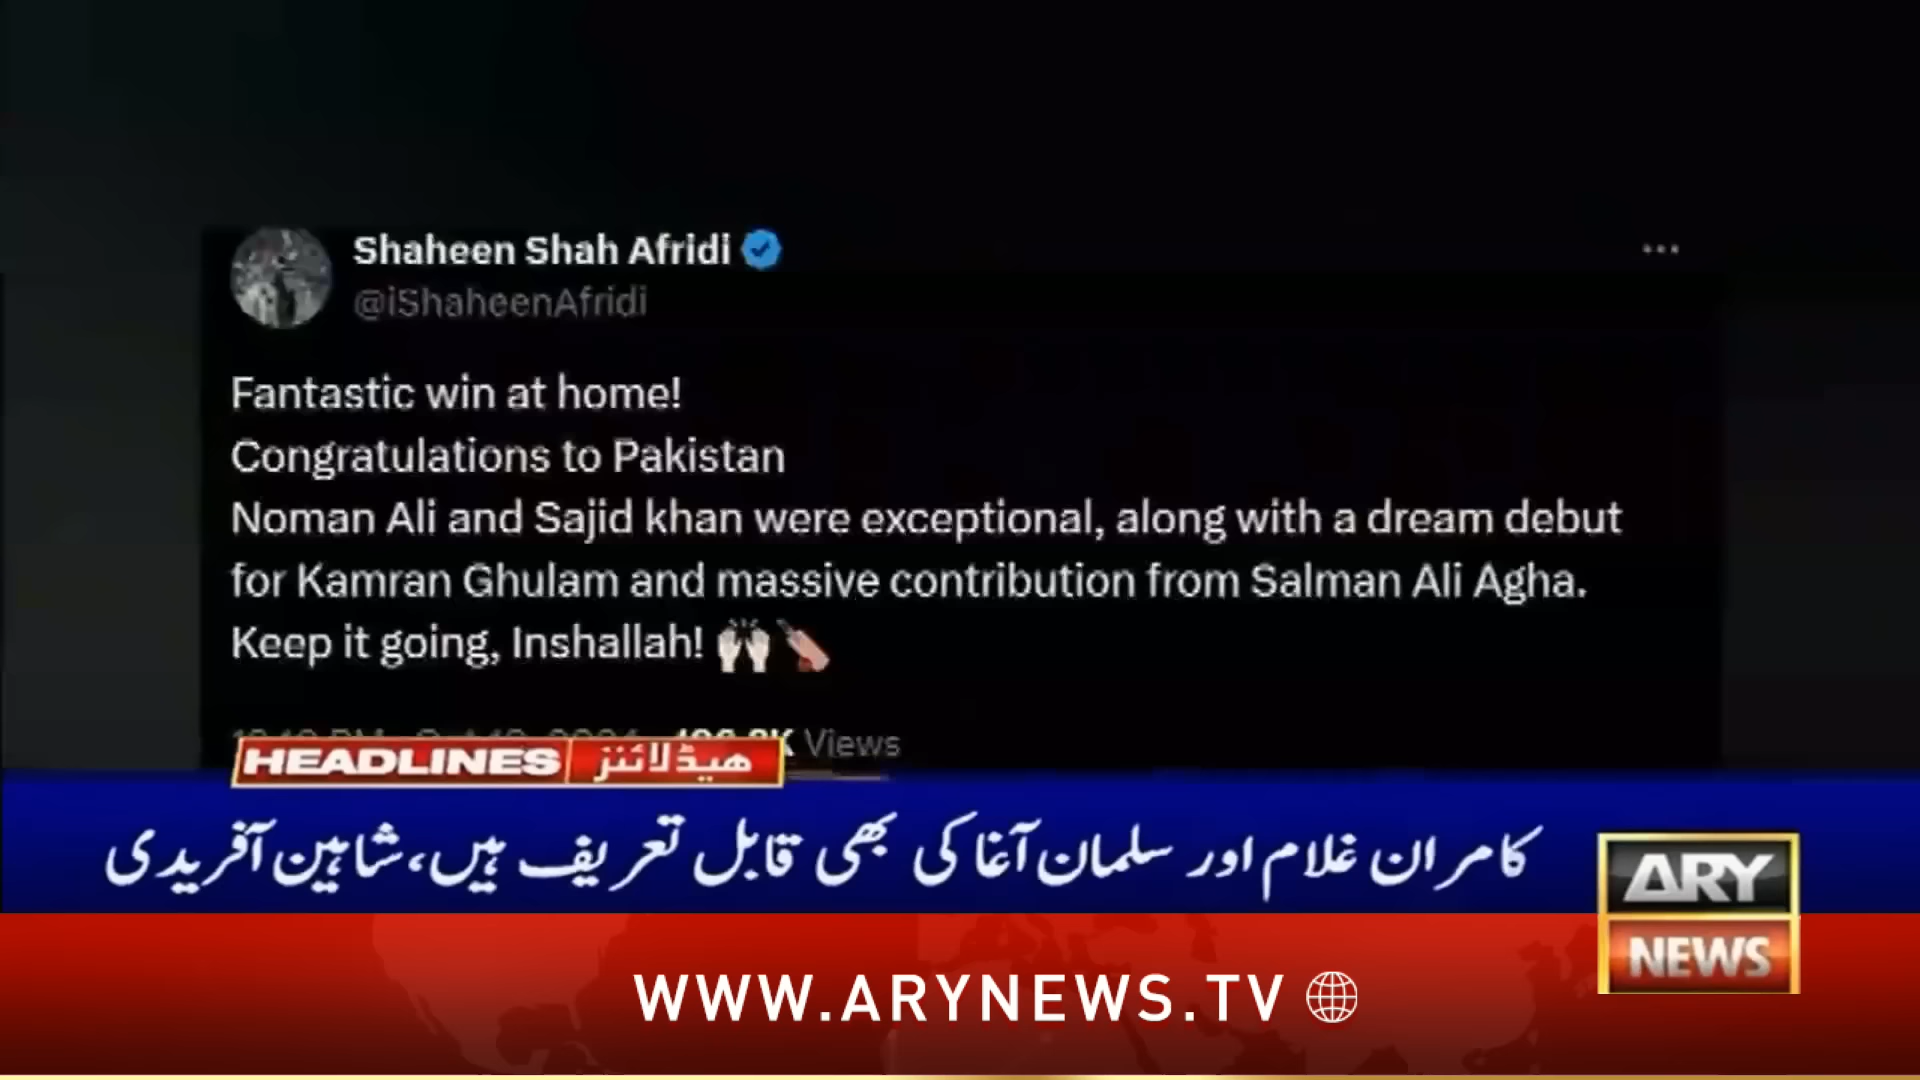 Shaheen Shah Afridi
@iShaheenAfridi
Fantastic win at home!
Congratulations to Pakistan
Noman Ali and Sajid khan were exceptional, along with a dream debut
for Kamran Ghulam and massive contribution from Salman Ali Agha.
Keep it going, Inshallah! 🙌🏻🏏
Views
HEADLINES هیڈلائنز
کامران غلام اور سلمان آغا کی بھی قابل تعریف ہیں، شاہین آفریدی
ARY
NEWS
WWW.ARYNEWS.TV